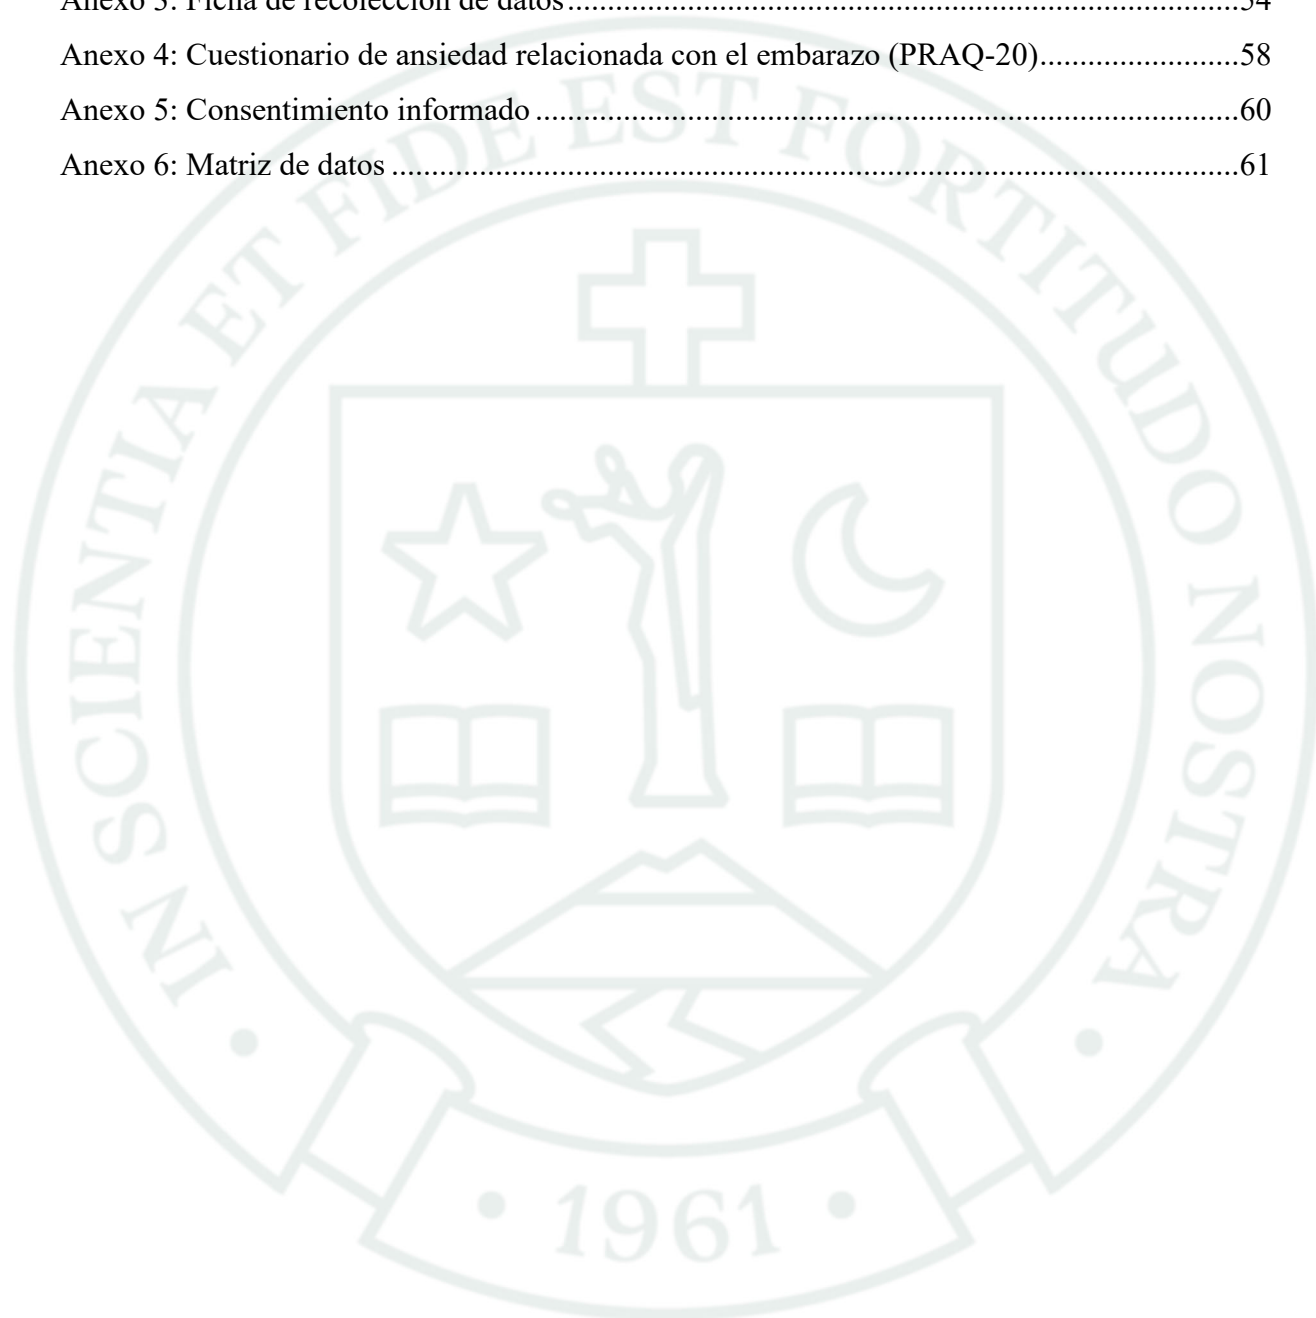 Anexo 3: Ficha de recolección de datos....................................................................................54
Anexo 4: Cuestionario de ansiedad relacionada con el embarazo (PRAQ-20).........................58
Anexo 5: Consentimiento informado ........................................................................................60
Anexo 6: Matriz de datos ..........................................................................................................61
IN SCIENTIA ET FIDE EST FORTITUDO NOSTRA
• 1961 •